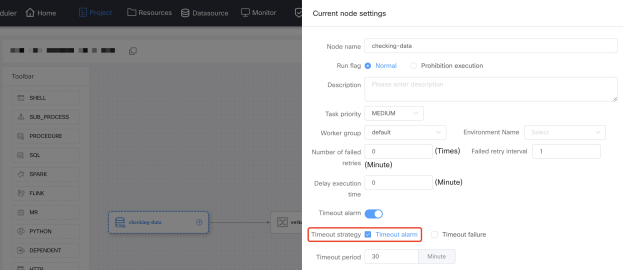 duler Home Project Resources Datasource Monitor
Toolbar
SHELL
SUB_PROCESS
PROCEDURE
SQL
SPARK
FLINK
MR
PYTHON
DEPENDENT
HTTP
checking-data
Current node settings
Node name checking-data
Run flag Normal Prohibition execution
Description Please enter description
Task priority MEDIUM
Worker group default Environment Name Select
Number of failed retries 0 (Times) Failed retry interval 1
(Minute)
Delay execution time 0 (Minute)
Timeout alarm
Timeout strategy Timeout alarm Timeout failure
Timeout period 30 Minute